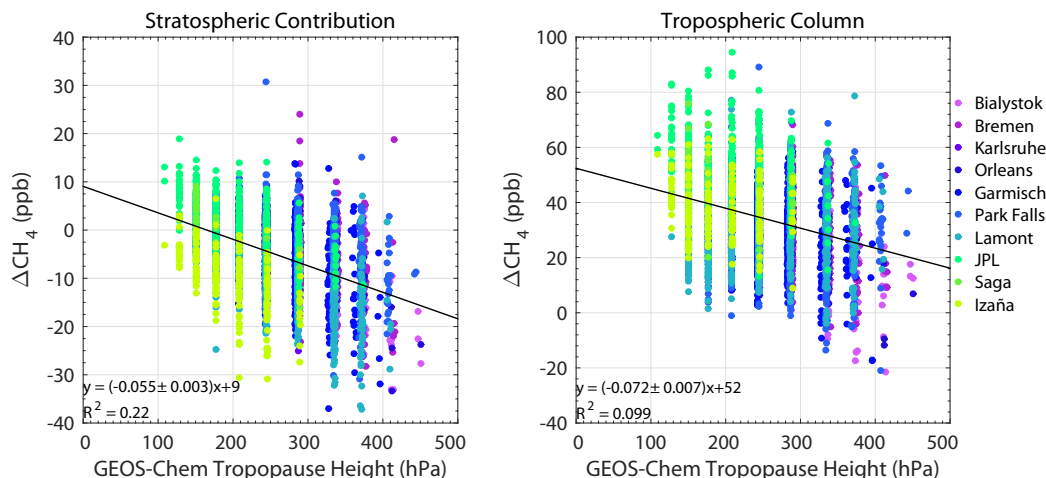 Stratospheric Contribution
40
30
20
10
0
-10
-20
-30
-40
ΔCH4 (ppb)
y = (-0.055± 0.003)x+9
R2 = 0.22
0 100 200 300 400 500
GEOS-Chem Tropopause Height (hPa)
Tropospheric Column
100
80
60
40
20
0
-20
-40
ΔCH4 (ppb)
y = (-0.072± 0.007)x+52
R2 = 0.099
0 100 200 300 400 500
GEOS-Chem Tropopause Height (hPa)
Bialystok
Bremen
Karlsruhe
Orleans
Garmisch
Park Falls
Lamont
JPL
Saga
Izaña